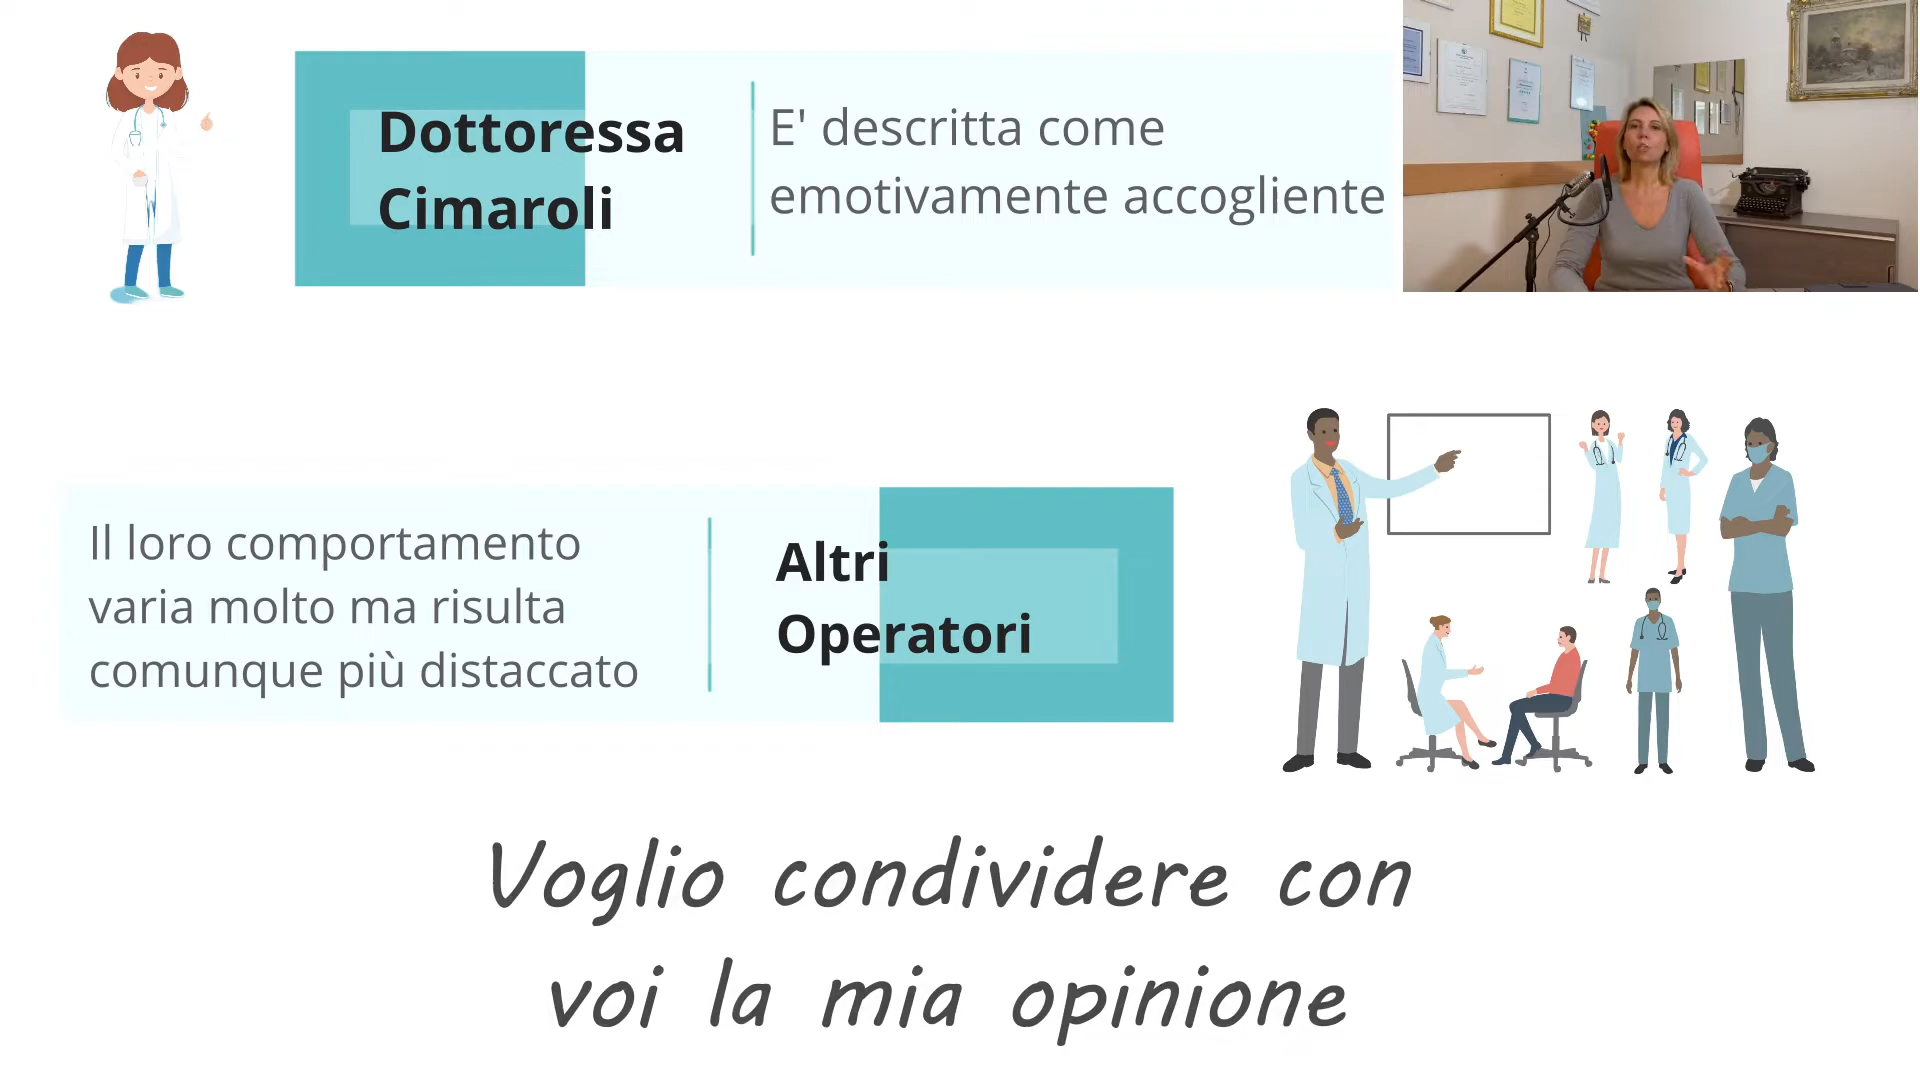 Dottoressa
Cimaroli
E' descritta come
emotivamente accogliente
Il loro comportamento
varia molto ma risulta
comunque più distaccato
Altri
Operatori
Voglio condividere con
voi la mia opinione